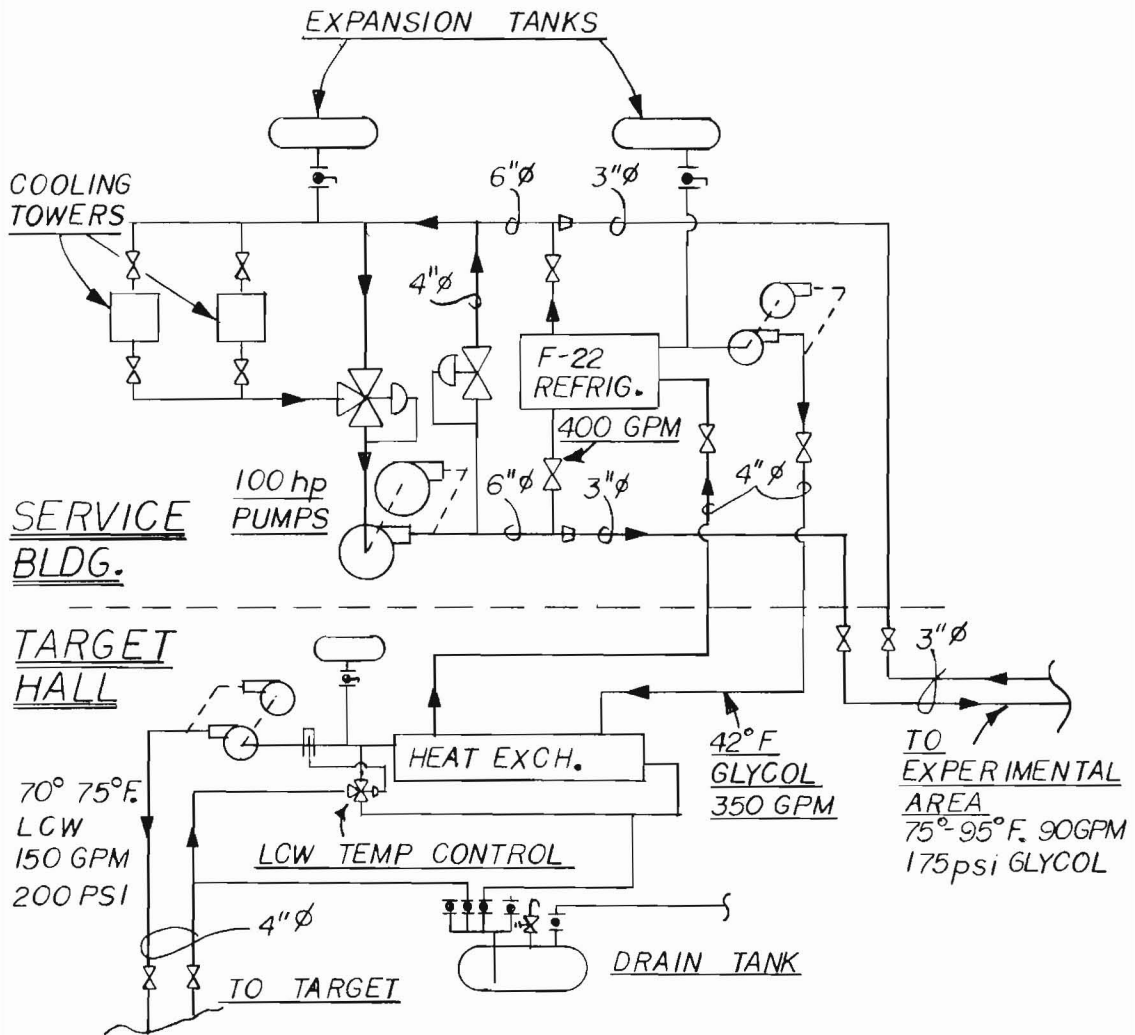 EXPANSION TANKS
COOLING
TOWERS
6"ø
3"ø
4"ø
F-22
REFRIG.
400 GPM
4"ø
100 hp
PUMPS
6"ø
3"ø
SERVICE
BLDG.
TARGET
HALL
3"ø
HEAT EXCH.
42°F
GLYCOL
350 GPM
TO
EXPERIMENTAL
AREA
75°-95°F. 90GPM
175psi GLYCOL
70° 75°F.
LCW
150 GPM
200 PSI
LCW TEMP CONTROL
4"ø
DRAIN TANK
TO TARGET